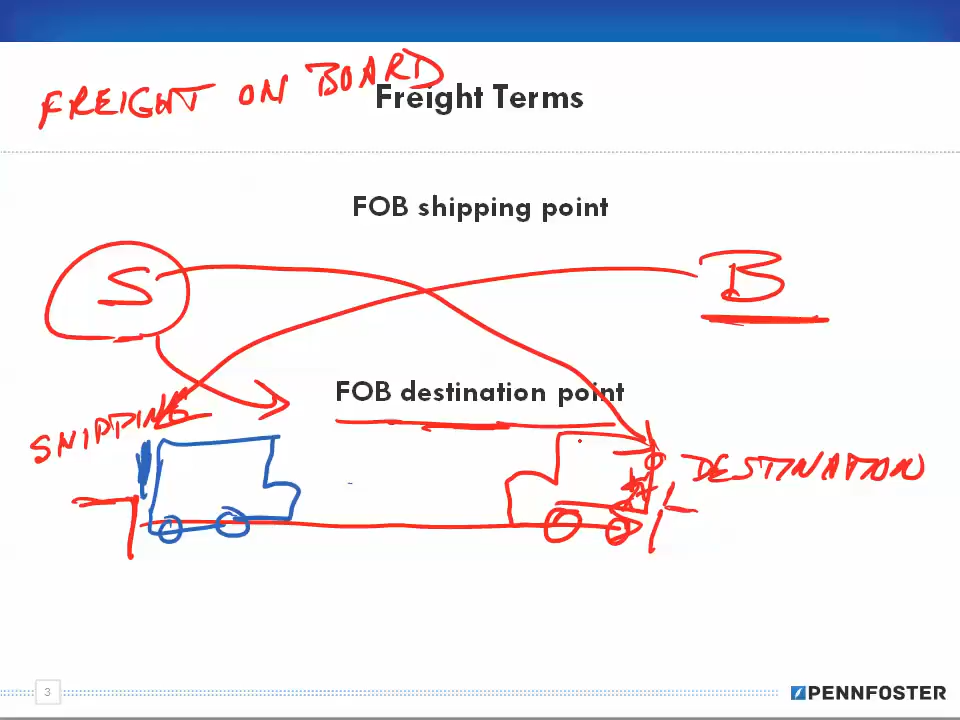 FREIGHT ON BOARD
Freight Terms
FOB shipping point
S
B
FOB destination point
SHIPPING
DESTINATION
3
PENNFOSTER